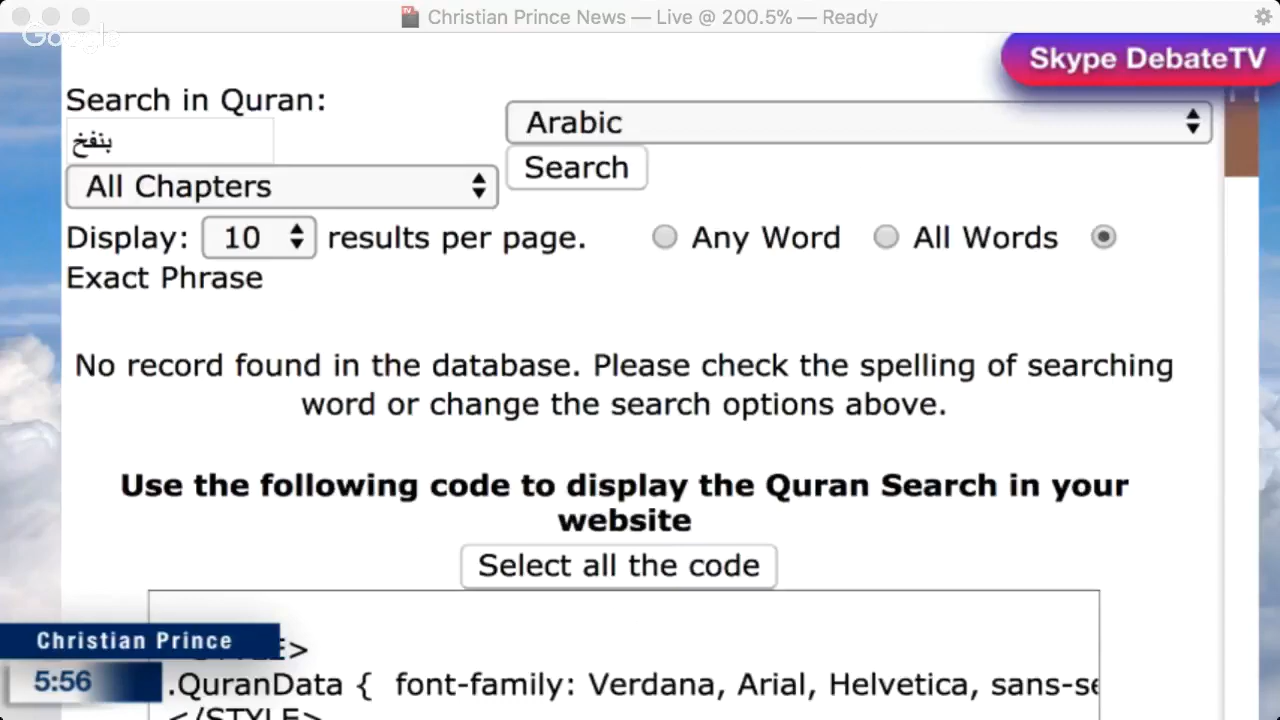 Christian Prince News — Live @ 200.5% — Ready
Google
Skype DebateTV
Search in Quran:
بنفخ
Arabic
All Chapters
Search
Display: 10 results per page. Any Word All Words
Exact Phrase
No record found in the database. Please check the spelling of searching
word or change the search options above.
Use the following code to display the Quran Search in your
website
Select all the code
Christian Prince
5:56
.QuranData { font-family: Verdana, Arial, Helvetica,
</STYLE>